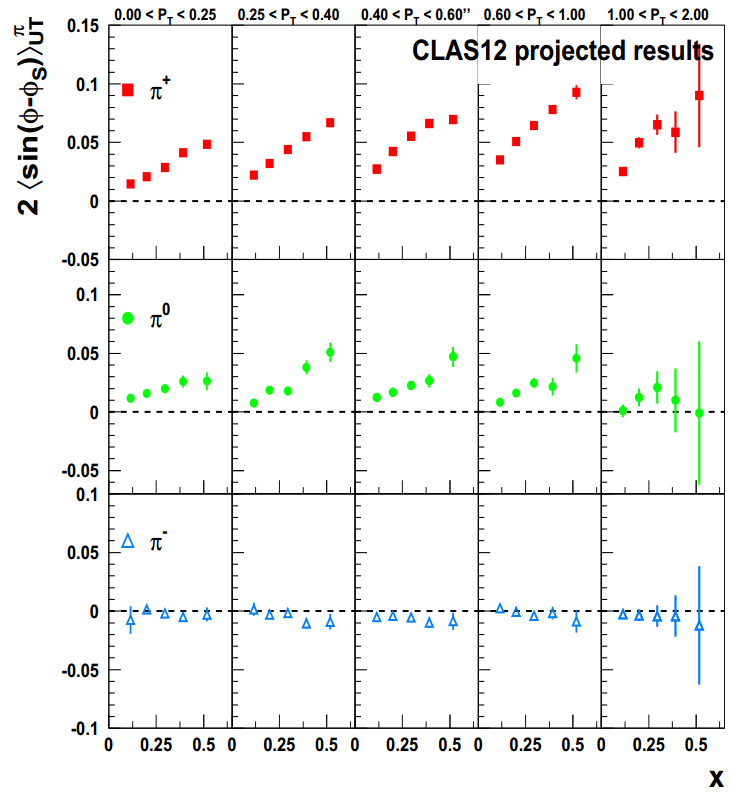 0.00 < P_T < 0.25 0.25 < P_T < 0.40 0.40 < P_T < 0.60" 0.60 < P_T < 1.00 1.00 < P_T < 2.00
CLAS12 projected results
2 ⟨sin(ϕ-ϕ_S)⟩^π_UT
0.15
0.1
π^+
0.05
0
-0.05
0.1
π^0
0.05
0
-0.05
0.1
π^-
0.05
0
-0.05
-0.1
0 0.25 0.5 0 0.25 0.5 0 0.25 0.5 0 0.25 0.5 0 0.25 0.5
x